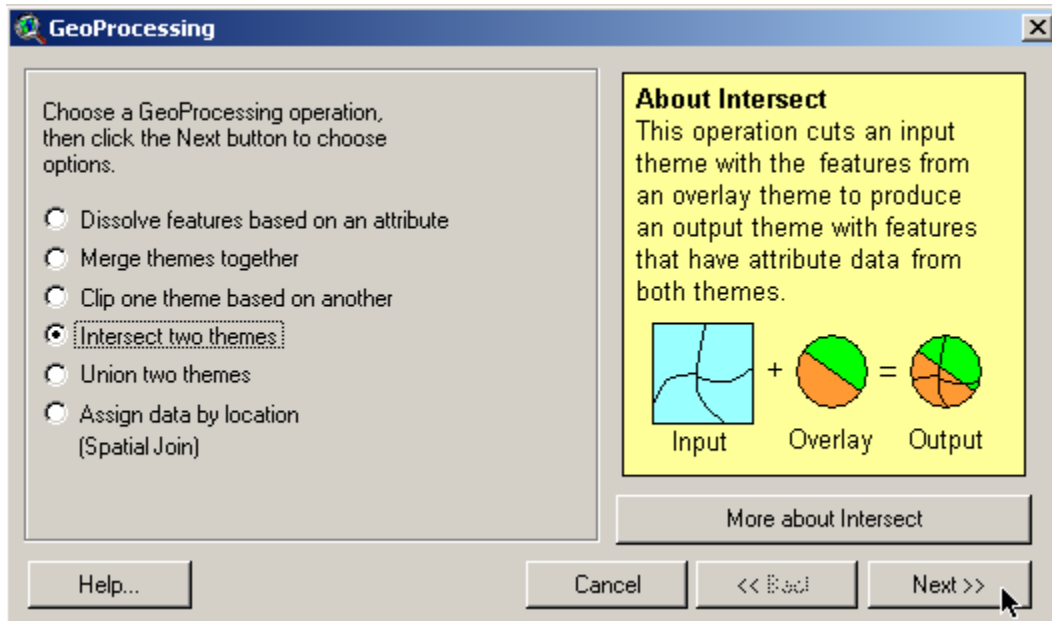 GeoProcessing
Choose a GeoProcessing operation,
then click the Next button to choose
options.
Dissolve features based on an attribute
Merge themes together
Clip one theme based on another
Intersect two themes
Union two themes
Assign data by location
(Spatial Join)
About Intersect
This operation cuts an input
theme with the features from
an overlay theme to produce
an output theme with features
that have attribute data from
both themes.
+ =
Input Overlay Output
More about Intersect
Help... Cancel << Back Next >>